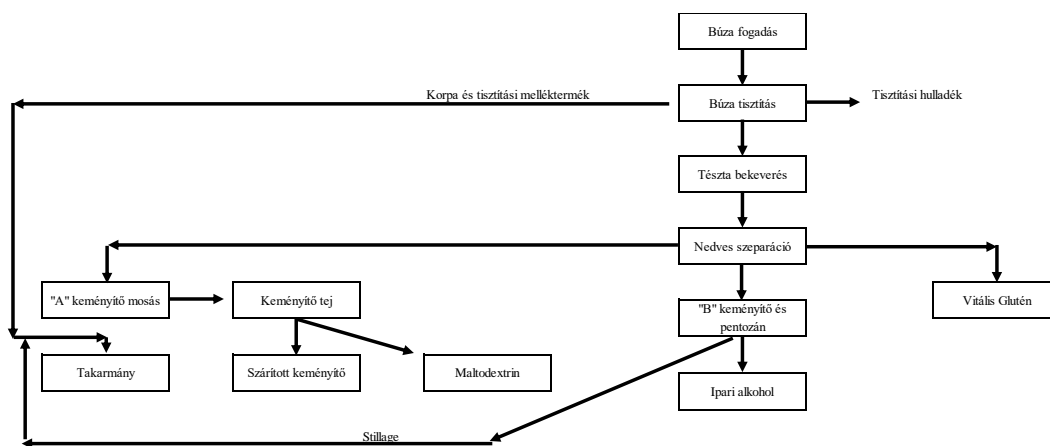 Búza fogadás
Korpa és tisztítási melléktermék
Búza tisztítás
Tisztítási hulladék
Tészta bekeverés
Nedves szeparáció
"A" keményítő mosás
Keményítő tej
"B" keményítő és
pentozán
Vitális Glutén
Takarmány
Szárított keményítő
Maltodextrin
Ipari alkohol
Stillage